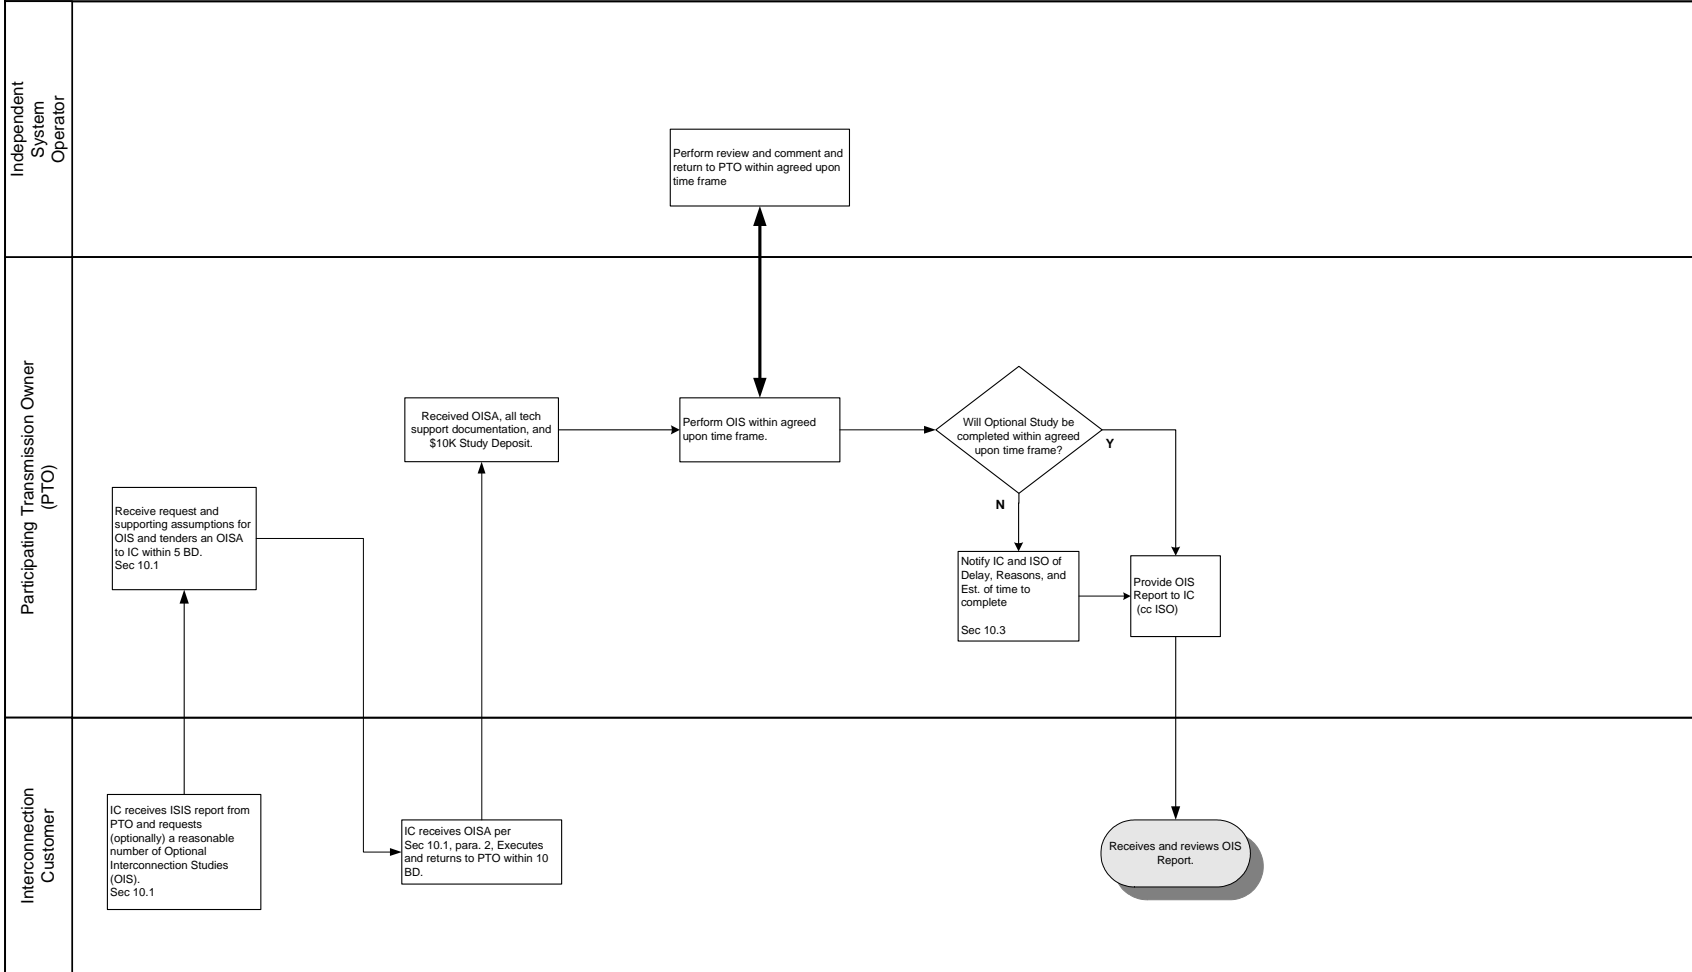 Independent
System
Operator
Perform review and comment and
return to PTO within agreed upon
time frame
Participating Transmission Owner
(PTO)
Receive request and
supporting assumptions for
OIS and tenders an OISA
to IC within 5 BD.
Sec 10.1
Received OISA, all tech
support documentation, and
$10K Study Deposit.
Perform OIS within agreed
upon time frame.
Will Optional Study be
completed within agreed
upon time frame?
Y
N
Notify IC and ISO of
Delay, Reasons, and
Est. of time to
complete
Sec 10.3
Provide OIS
Report to IC
(cc ISO)
Interconnection
Customer
IC receives ISIS report from
PTO and requests
(optionally) a reasonable
number of Optional
Interconnection Studies
(OIS).
Sec 10.1
IC receives OISA per
Sec 10.1, para. 2, Executes
and returns to PTO within 10
BD.
Receives and reviews OIS
Report.